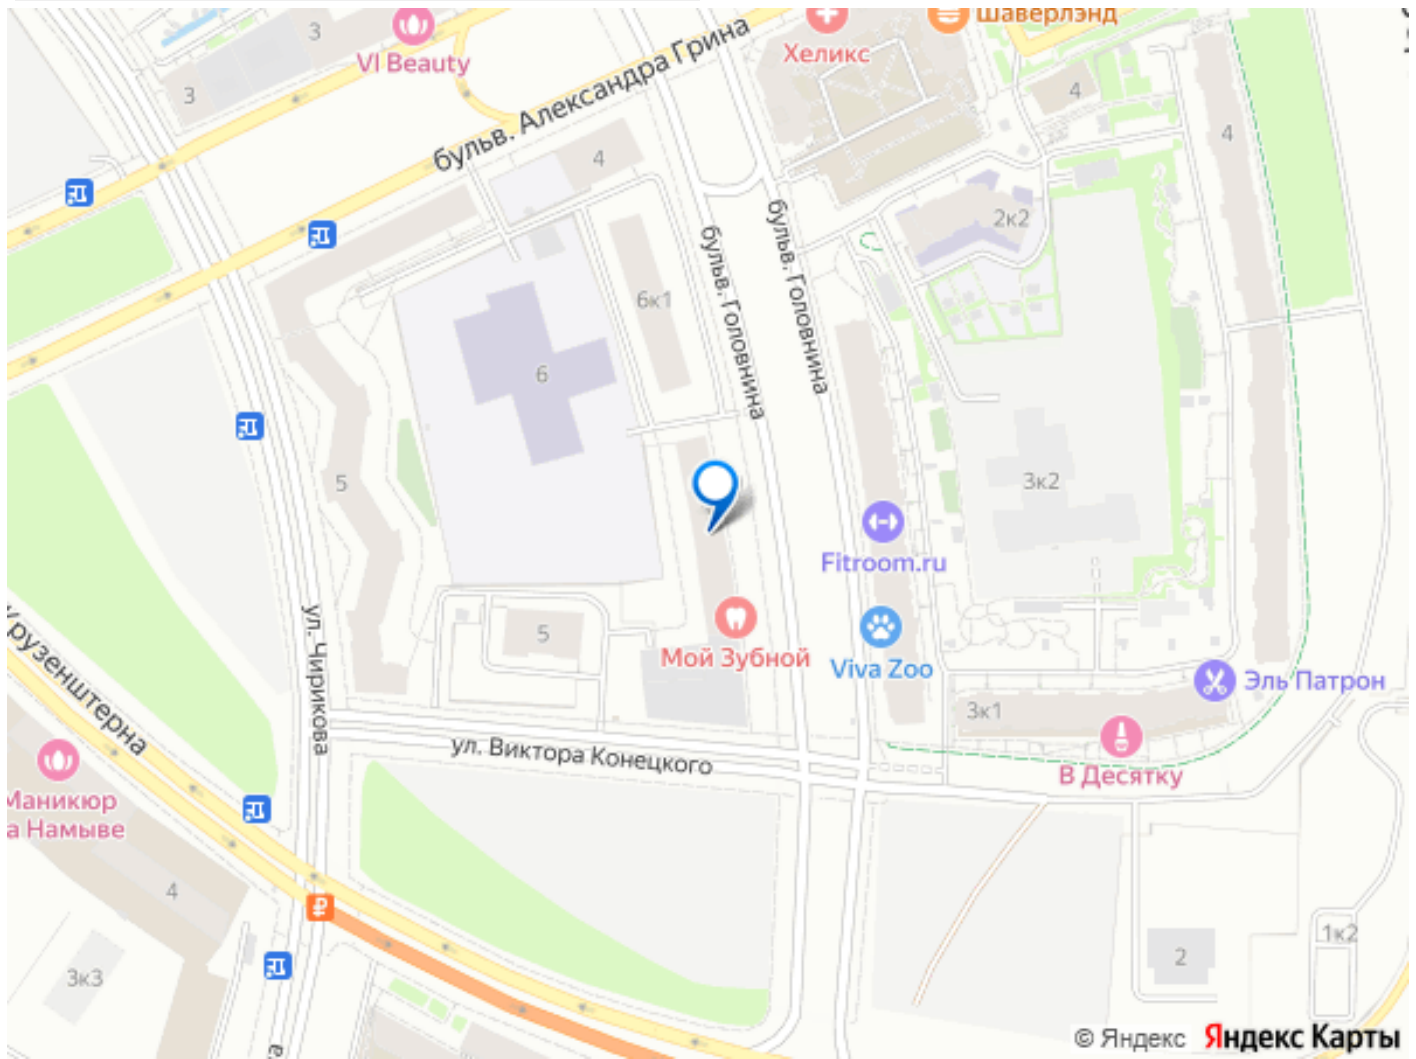 3
VI Beauty
3
бульв. Александра Грина
Хеликс
Шаверлэнд
4
4
4
2к2
бульв. Головнина
бульв. Головнина
6к1
6
5
3к2
Fitroom.ru
Мой Зубной
Viva Zoo
5
ул. Чирикова
Крузенштерна
Эль Патрон
3к1
ул. Виктора Конецкого
В Десятку
Маникюр
а Намыве
4
3к3
2
1к2
© Яндекс Яндекс Карты